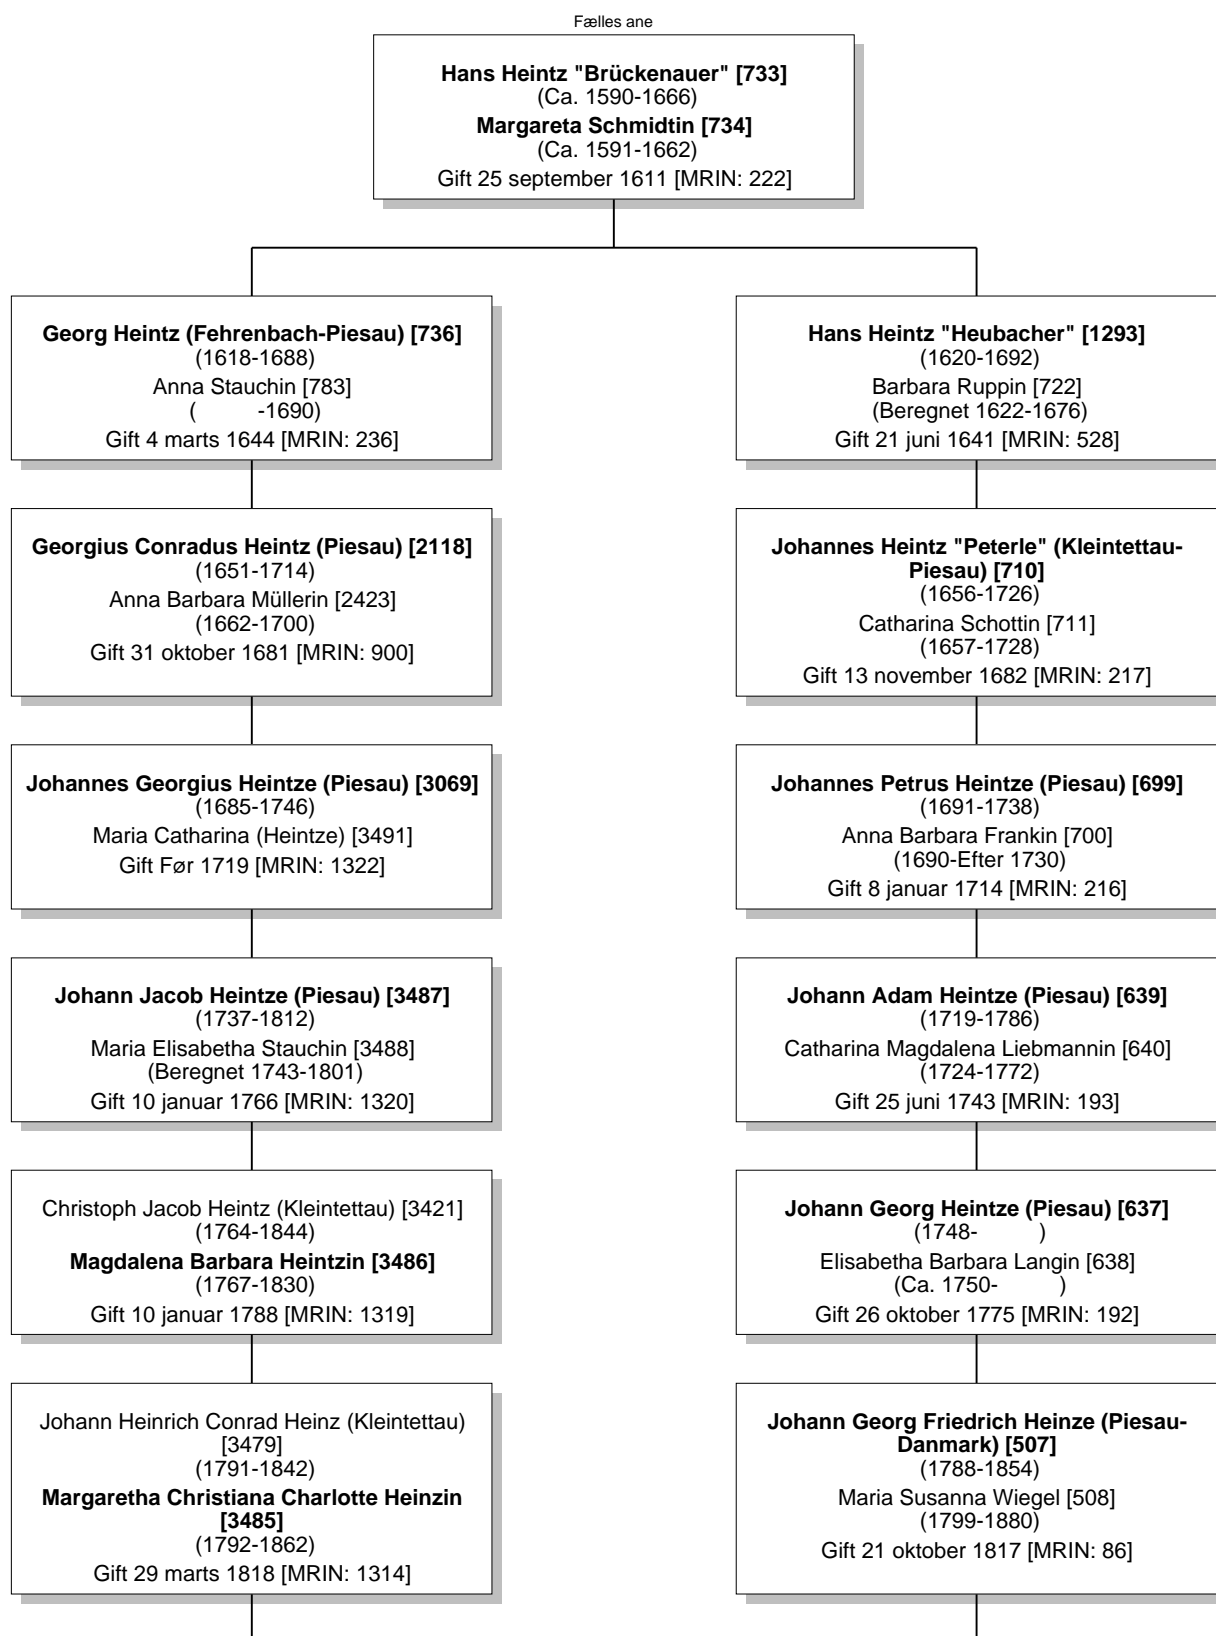 Fælles ane
Hans Heintz "Brückenauer" [733]
(Ca. 1590-1666)
Margareta Schmidtin [734]
(Ca. 1591-1662)
Gift 25 september 1611 [MRIN: 222]
Georg Heintz (Fehrenbach-Piesau) [736]
(1618-1688)
Anna Stauchin [783]
( -1690)
Gift 4 marts 1644 [MRIN: 236]
Hans Heintz "Heubacher" [1293]
(1620-1692)
Barbara Ruppin [722]
(Beregnet 1622-1676)
Gift 21 juni 1641 [MRIN: 528]
Georgius Conradus Heintz (Piesau) [2118]
(1651-1714)
Anna Barbara Müllerin [2423]
(1662-1700)
Gift 31 oktober 1681 [MRIN: 900]
Johannes Heintz "Peterle" (Kleintettau-
Piesau) [710]
(1656-1726)
Catharina Schottin [711]
(1657-1728)
Gift 13 november 1682 [MRIN: 217]
Johannes Georgius Heintze (Piesau) [3069]
(1685-1746)
Maria Catharina (Heintze) [3491]
Gift Før 1719 [MRIN: 1322]
Johannes Petrus Heintze (Piesau) [699]
(1691-1738)
Anna Barbara Frankin [700]
(1690-Efter 1730)
Gift 8 januar 1714 [MRIN: 216]
Johann Jacob Heintze (Piesau) [3487]
(1737-1812)
Maria Elisabetha Stauchin [3488]
(Beregnet 1743-1801)
Gift 10 januar 1766 [MRIN: 1320]
Johann Adam Heintze (Piesau) [639]
(1719-1786)
Catharina Magdalena Liebmannin [640]
(1724-1772)
Gift 25 juni 1743 [MRIN: 193]
Christoph Jacob Heintz (Kleintettau) [3421]
(1764-1844)
Magdalena Barbara Heintzin [3486]
(1767-1830)
Gift 10 januar 1788 [MRIN: 1319]
Johann Georg Heintze (Piesau) [637]
(1748- )
Elisabetha Barbara Langin [638]
(Ca. 1750- )
Gift 26 oktober 1775 [MRIN: 192]
Johann Heinrich Conrad Heinz (Kleintettau)
[3479]
(1791-1842)
Margaretha Christiana Charlotte Heinzin
[3485]
(1792-1862)
Gift 29 marts 1818 [MRIN: 1314]
Johann Georg Friedrich Heinze (Piesau-
Danmark) [507]
(1788-1854)
Maria Susanna Wiegel [508]
(1799-1880)
Gift 21 oktober 1817 [MRIN: 86]